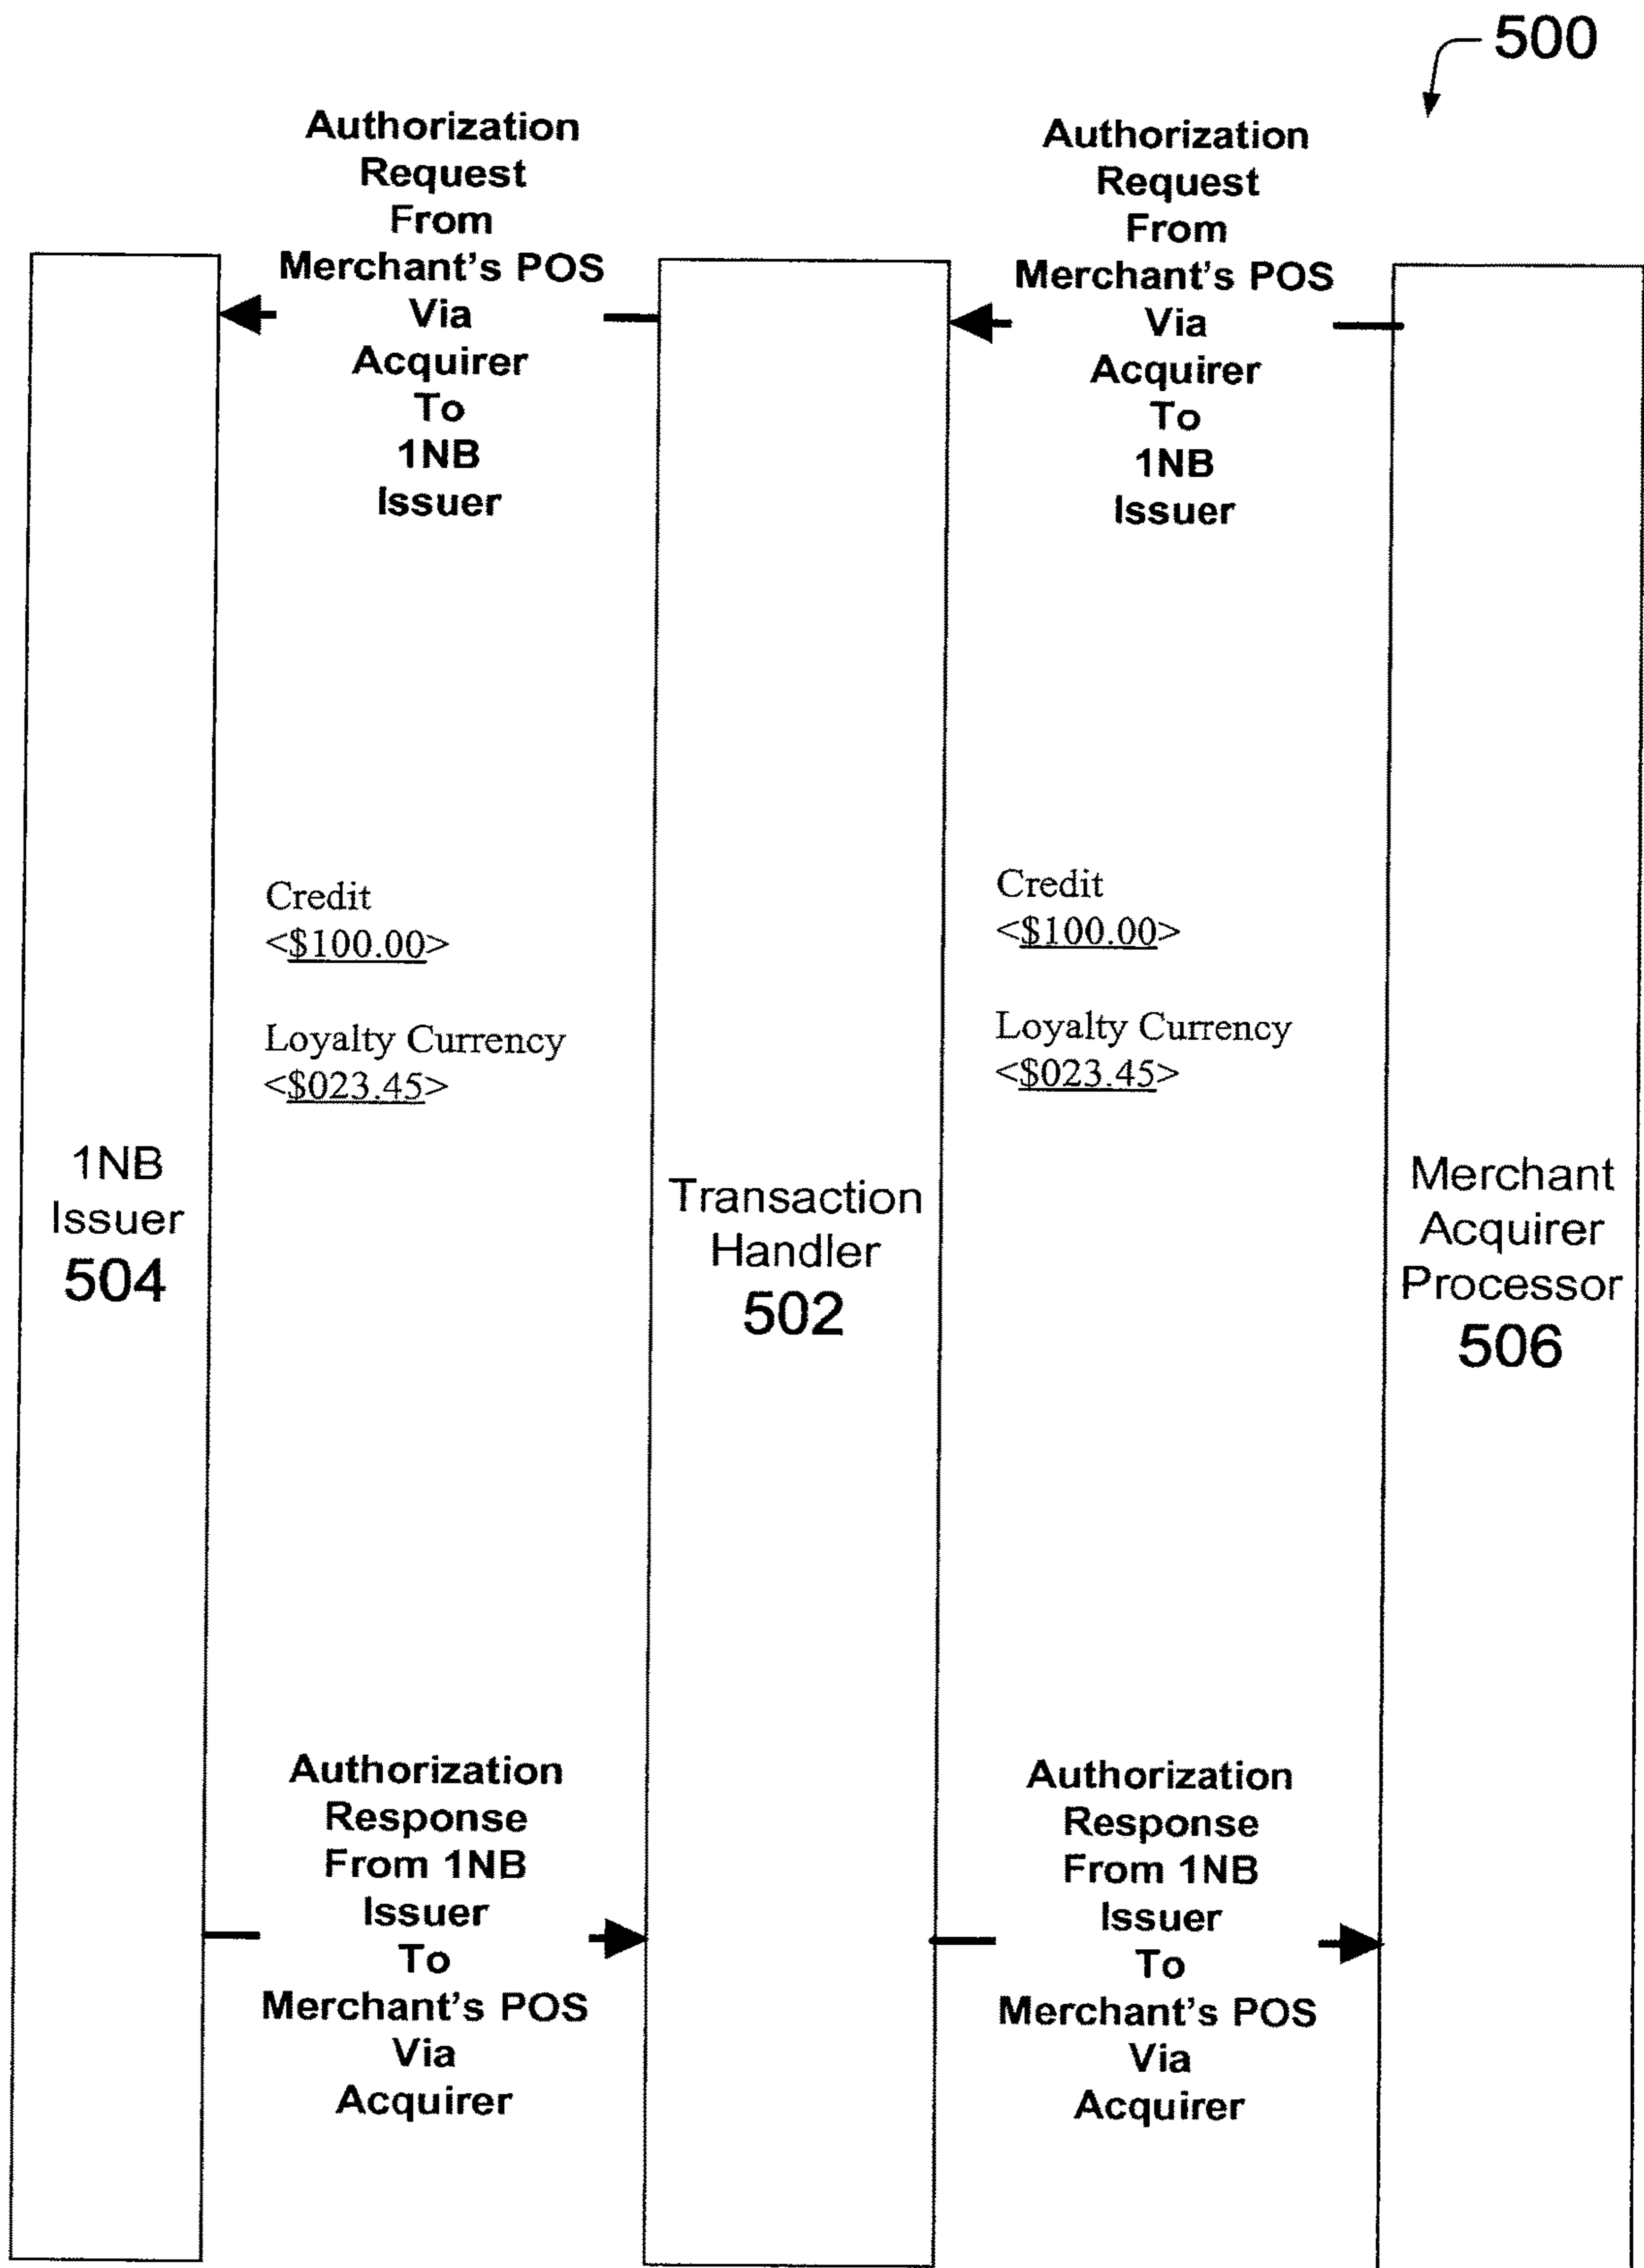 500
Authorization
Request
From
Merchant's POS
Via
Acquirer
To
1NB
Issuer
Authorization
Request
From
Merchant's POS
Via
Acquirer
To
1NB
Issuer
Credit
<$100.00>
Loyalty Currency
<$023.45>
Credit
<$100.00>
Loyalty Currency
<$023.45>
1NB
Issuer
504
Transaction
Handler
502
Merchant
Acquirer
Processor
506
Authorization
Response
From 1NB
Issuer
To
Merchant's POS
Via
Acquirer
Authorization
Response
From 1NB
Issuer
To
Merchant's POS
Via
Acquirer